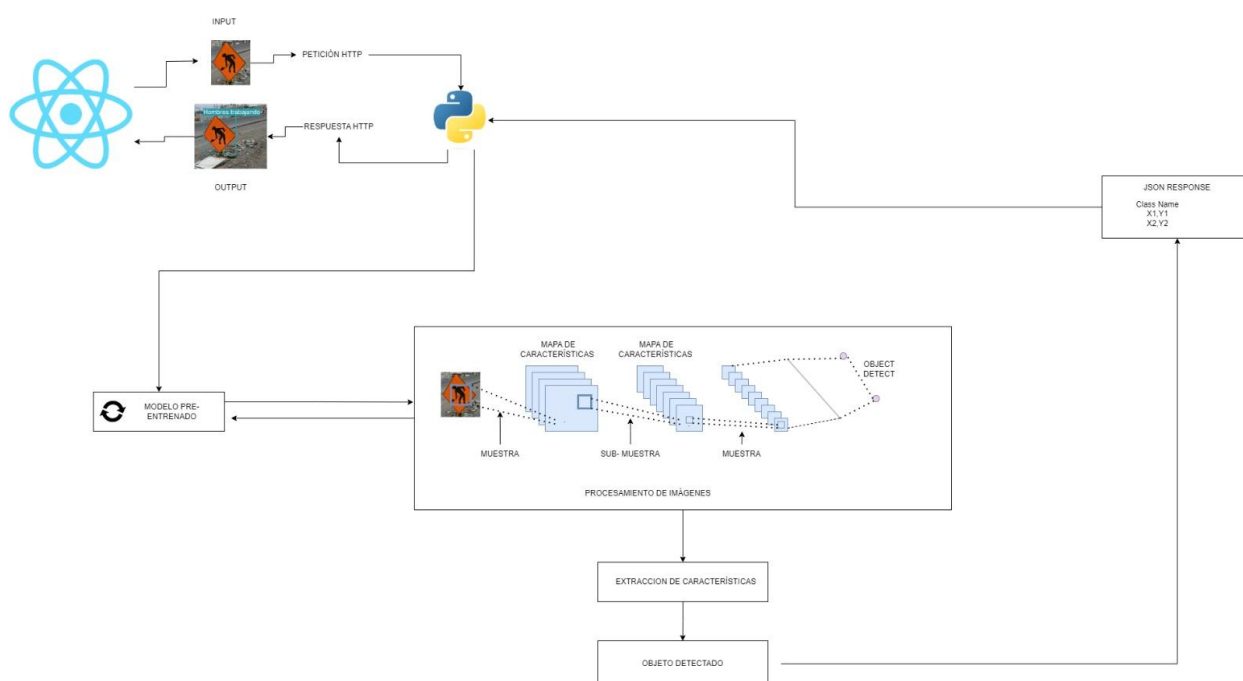 INPUT
PETICIÓN HTTP
Hombres trabajando
RESPUESTA HTTP
OUTPUT
JSON RESPONSE
Class Name
X1,Y1
X2,Y2
MAPA DE
CARACTERÍSTICAS
MAPA DE
CARACTERÍSTICAS
OBJECT
DETECT
MODELO PRE-
ENTRENADO
MUESTRA
SUB- MUESTRA
MUESTRA
PROCESAMIENTO DE IMÁGENES
EXTRACCION DE CARACTERÍSTICAS
OBJETO DETECTADO